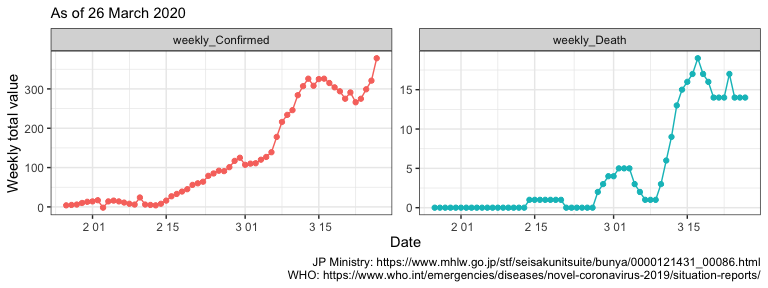 As of 26 March 2020
weekly_Confirmed
weekly_Death
Weekly total value
300
200
100
0
15
10
5
0
2 01
2 15
3 01
3 15
2 01
2 15
3 01
3 15
Date
JP Ministry: https://www.mhlw.go.jp/stf/seisakunitsuite/bunya/0000121431_00086.html
WHO: https://www.who.int/emergencies/diseases/novel-coronavirus-2019/situation-reports/